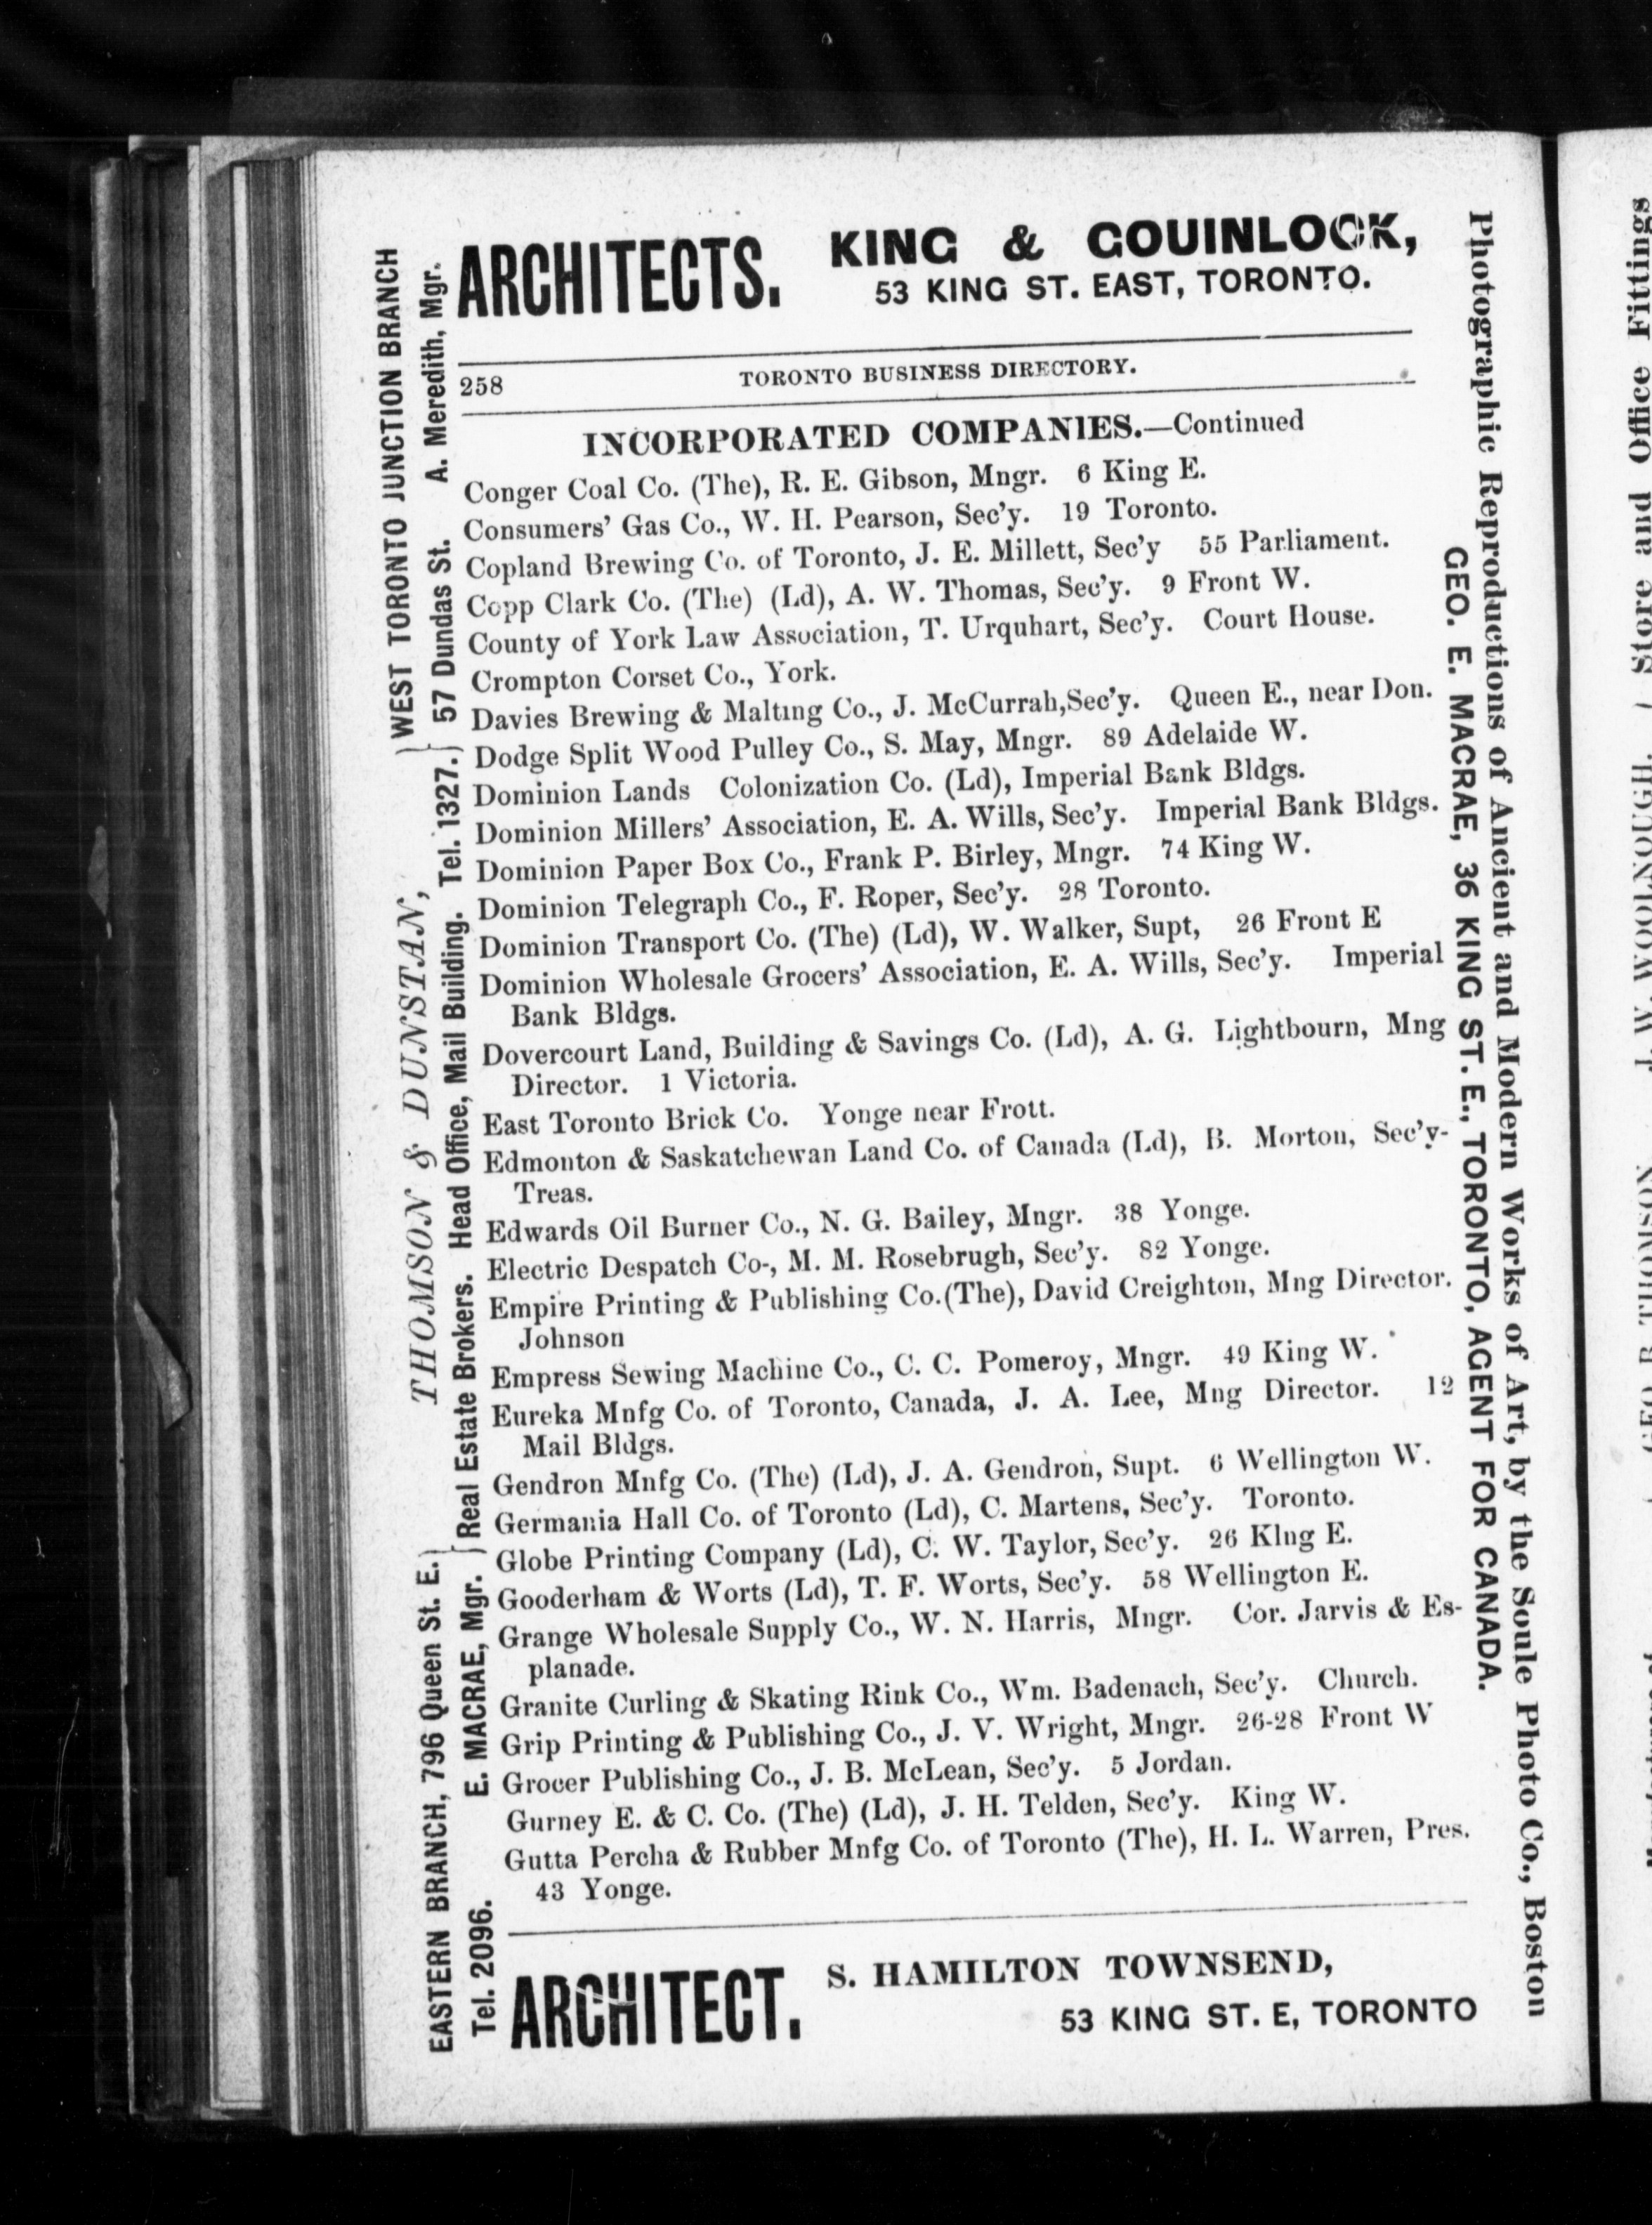 ARCHITECTS. KING & GOUINLOCK,
53 KING ST. EAST, TORONTO.
258 TORONTO BUSINESS DIRECTORY.
INCORPORATED COMPANIES.—Continued
Conger Coal Co. (The), R. E. Gibson, Mngr. 6 King E.
Consumers' Gas Co., W. H. Pearson, Sec'y. 19 Toronto.
Copland Brewing Co. of Toronto, J. E. Millett, Sec'y 55 Parliament.
Copp Clark Co. (The) (Ld), A. W. Thomas, Sec'y. 9 Front W.
County of York Law Association, T. Urquhart, Sec'y. Court House.
Crompton Corset Co., York.
Davies Brewing & Malting Co., J. McCurrah,Sec'y. Queen E., near Don.
Dodge Split Wood Pulley Co., S. May, Mngr. 89 Adelaide W.
Dominion Lands Colonization Co. (Ld), Imperial Bank Bldgs.
Dominion Millers' Association, E. A. Wills, Sec'y. Imperial Bank Bldgs.
Dominion Paper Box Co., Frank P. Birley, Mngr. 74 King W.
Dominion Telegraph Co., F. Roper, Sec'y. 28 Toronto.
Dominion Transport Co. (The) (Ld), W. Walker, Supt, 26 Front E
Dominion Wholesale Grocers' Association, E. A. Wills, Sec'y. Imperial
Bank Bldgs.
Dovercourt Land, Building & Savings Co. (Ld), A. G. Lightbourn, Mng
Director. 1 Victoria.
East Toronto Brick Co. Yonge near Frott.
Edmonton & Saskatchewan Land Co. of Canada (Ld), B. Morton, Sec'y-
Treas.
Edwards Oil Burner Co., N. G. Bailey, Mngr. 38 Yonge.
Electric Despatch Co-, M. M. Rosebrugh, Sec'y. 82 Yonge.
Empire Printing & Publishing Co.(The), David Creighton, Mng Director.
Johnson
Empress Sewing Machine Co., C. C. Pomeroy, Mngr. 49 King W.
Eureka Mnfg Co. of Toronto, Canada, J. A. Lee, Mng Director. 12
Mail Bldgs.
Gendron Mnfg Co. (The) (Ld), J. A. Gendron, Supt. 6 Wellington W.
Germania Hall Co. of Toronto (Ld), C. Martens, Sec'y. Toronto.
Globe Printing Company (Ld), C. W. Taylor, Sec'y. 26 KIng E.
Gooderham & Worts (Ld), T. F. Worts, Sec'y. 58 Wellington E.
Grange Wholesale Supply Co., W. N. Harris, Mngr. Cor. Jarvis & Es-
planade.
Granite Curling & Skating Rink Co., Wm. Badenach, Sec'y. Church.
Grip Printing & Publishing Co., J. V. Wright, Mngr. 26-28 Front W
Grocer Publishing Co., J. B. McLean, Sec'y. 5 Jordan.
Gurney E. & C. Co. (The) (Ld), J. H. Telden, Sec'y. King W.
Gutta Percha & Rubber Mnfg Co. of Toronto (The), H. L. Warren, Pres.
43 Yonge.
ARCHITECT. S. HAMILTON TOWNSEND,
53 KING ST. E, TORONTO
EASTERN BRANCH, 796 Queen St. E.
Tel. 2096. E. MACRAE, Mgr.
THOMSON & DUNSTAN,
Real Estate Brokers. Head Office, Mail Building. Tel. 1327.
WEST TORONTO JUNCTION BRANCH
57 Dundas St. A. Meredith, Mgr.
Photographic Reproductions of Ancient and Modern Works of Art, by the Soule Photo Co., Boston
GEO. E. MACRAE, 36 KING ST. E., TORONTO, AGENT FOR CANADA.
Store and Office Fittings